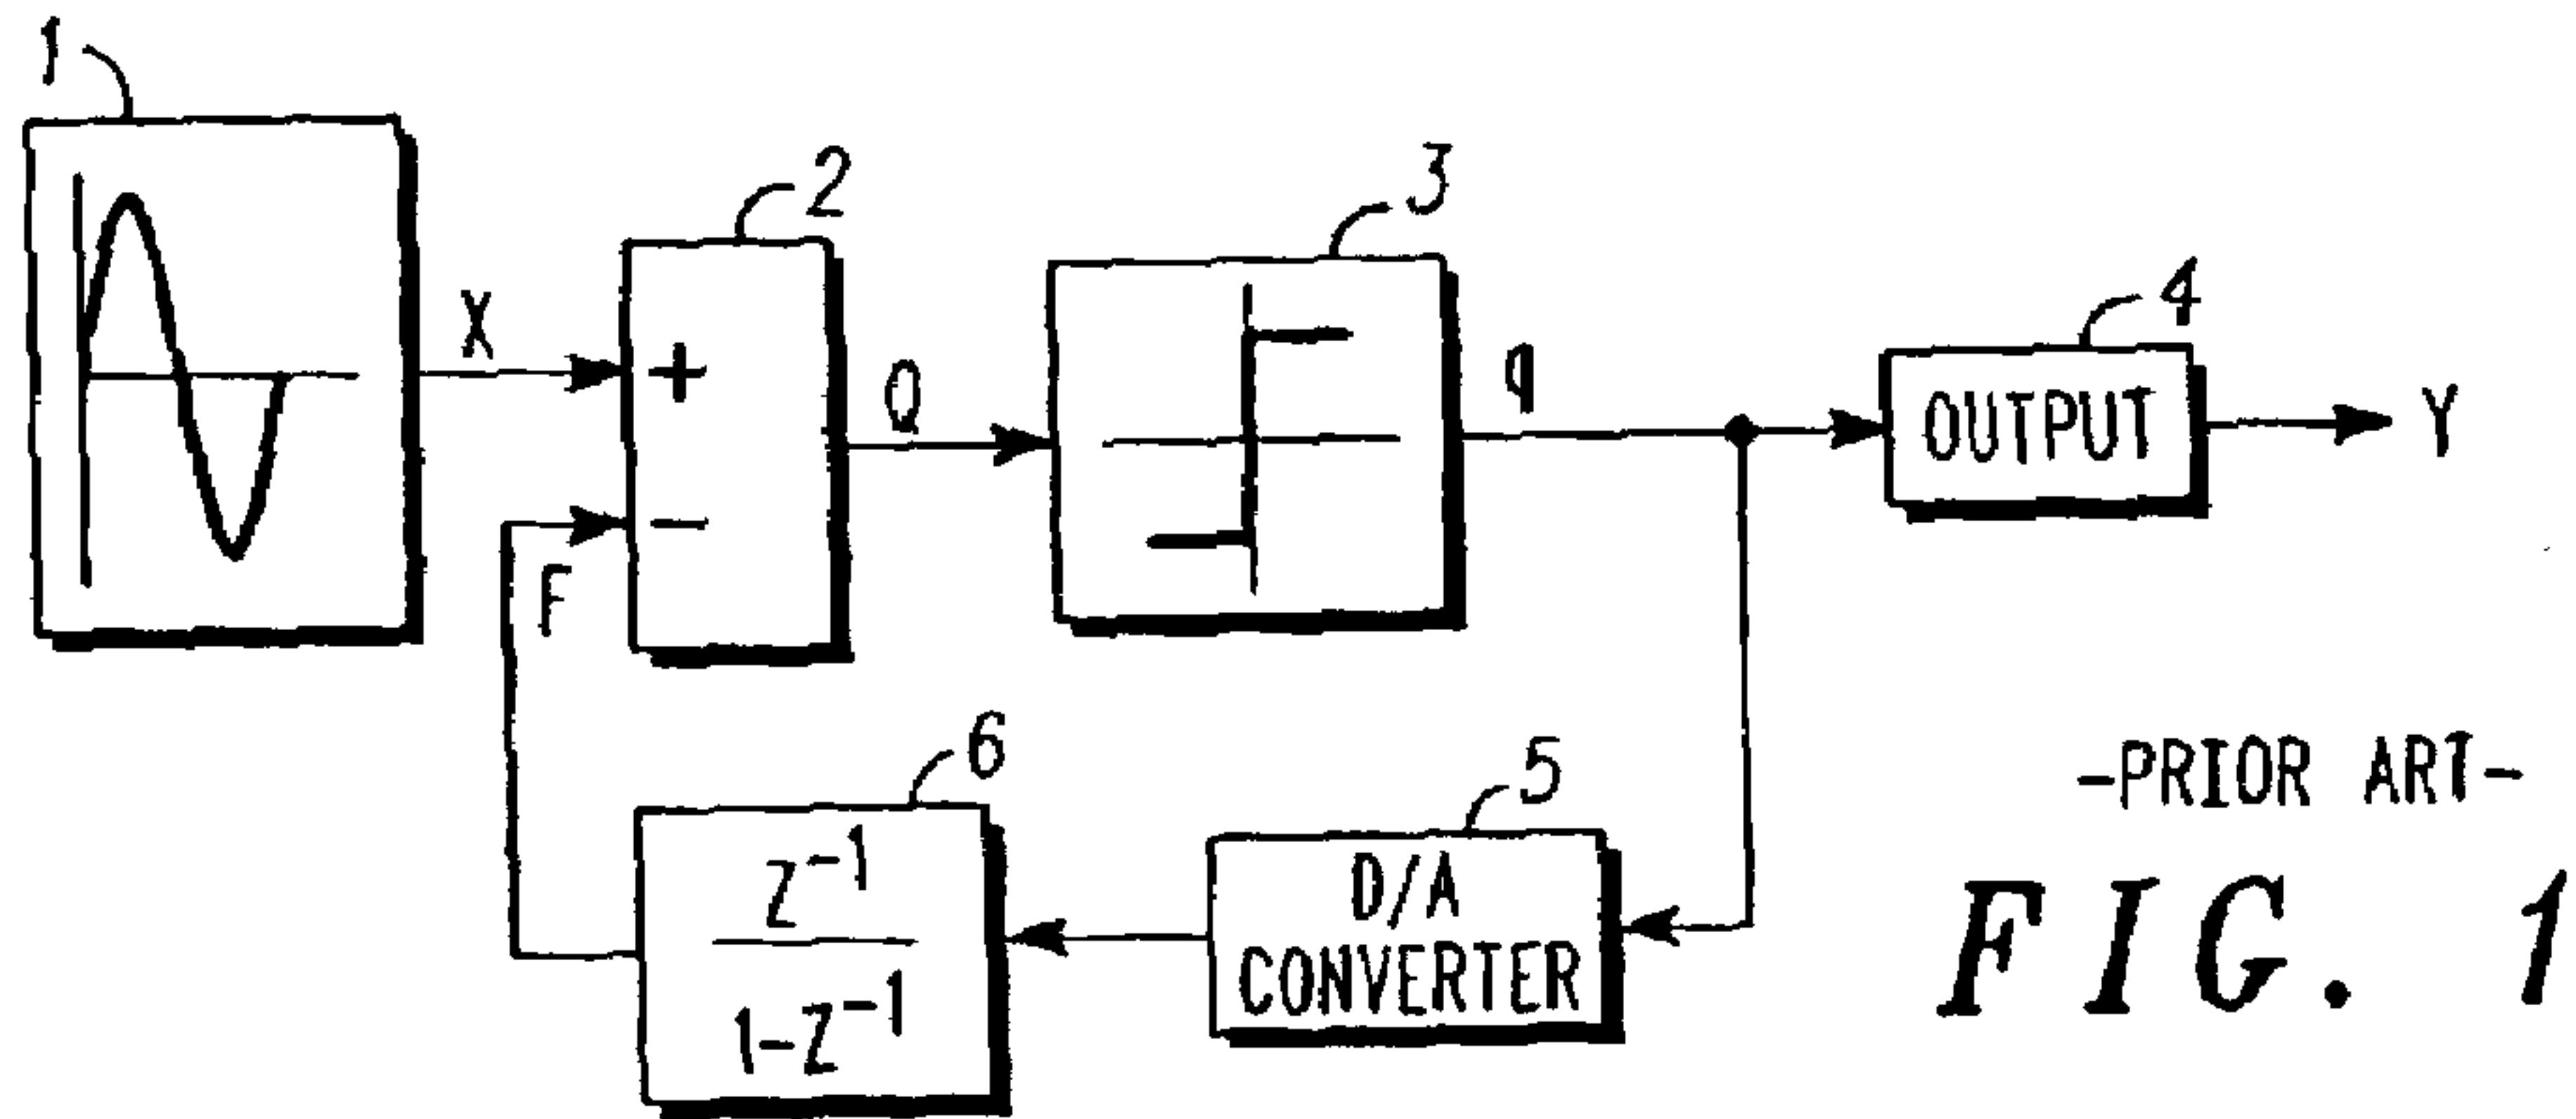 1
2
3
4
X
+
Q
q
OUTPUT
Y
−
F
6
5
-PRIOR ART-
Z⁻¹
1-Z⁻¹
D/A
CONVERTER
FIG. 1